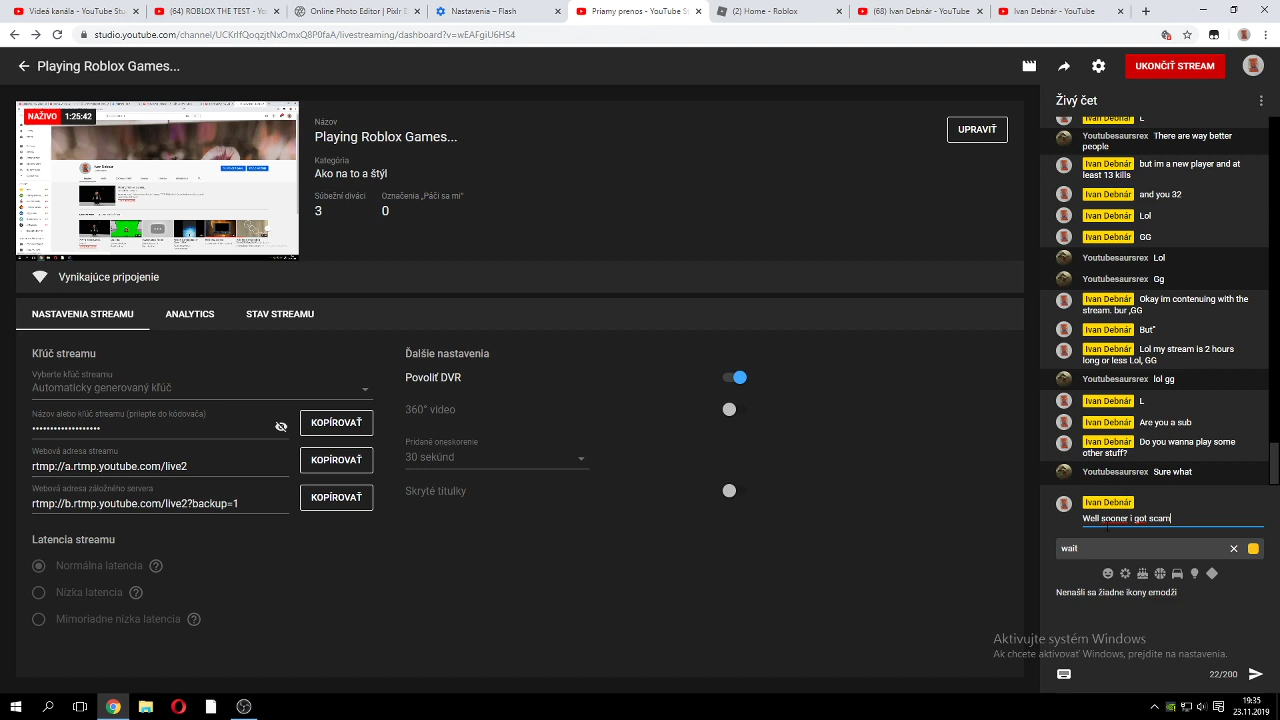 Videá kanála - YouTube Stu
(64) ROBLOX THE TEST - Yo
Online Photo Editor | Pixlr E
Nastavenia – Flash
Priamy prenos - YouTube S
(2) Home - Roblox
(68) Ivan Debnár - YouTube
Ivan Debnár - YouTube
studio.youtube.com/channel/UCKrIfQoqzjtNxOmxQ8P0faA/livestreaming/dashboard?v=wEAFgiU6HS4
Playing Roblox Games...
UKONČIŤ STREAM
NAŽIVO 1:25:42
Názov
Playing Roblox Games.
UPRAVIŤ
Kategória
Súbežní diváci
Označenia „Páči sa mi"
3
0
Vynikajúce pripojenie
NASTAVENIA STREAMU
ANALYTICS
STAV STREAMU
Kľúč streamu
Vyberte kľúč streamu
Automaticky generovaný kľúč
Názov alebo kľúč streamu (prilepte do kódovača)
••••••••••••••••••
KOPÍROVAŤ
Webová adresa streamu
rtmp://a.rtmp.youtube.com/live2
KOPÍROVAŤ
Webová adresa záložného servera
rtmp://b.rtmp.youtube.com/live2?backup=1
KOPÍROVAŤ
Latencia streamu
Normálna latencia
Nízka latencia
Mimoriadne nízka latencia
Ďalšie nastavenia
Povoliť DVR
360° video
Pridané oneskorenie
30 sekúnd
Skryté titulky
Živý čet
Ivan Debnár L
Youtubesaursrex There are way better
people
Ivan Debnár but im new player as
least 13 kills
Ivan Debnár and not 32
Ivan Debnár Lol
Ivan Debnár GG
Youtubesaursrex Lol
Youtubesaursrex Gg
Ivan Debnár Okay im contenuing with the
stream. bur ,GG
Ivan Debnár But*
Ivan Debnár Lol my stream is 2 hours
long or less Lol, GG
Youtubesaursrex lol gg
Ivan Debnár L
Ivan Debnár Are you a sub
Ivan Debnár Do you wanna play some
other stuff?
Youtubesaursrex Sure what
Ivan Debnár
Well sooner i got scam
wait
Nenašli sa žiadne ikony emodži
Aktivujte systém Windows
Ak chcete aktivovať Windows, prejdite na nastavenia.
22/200
19:35
23.11.2019